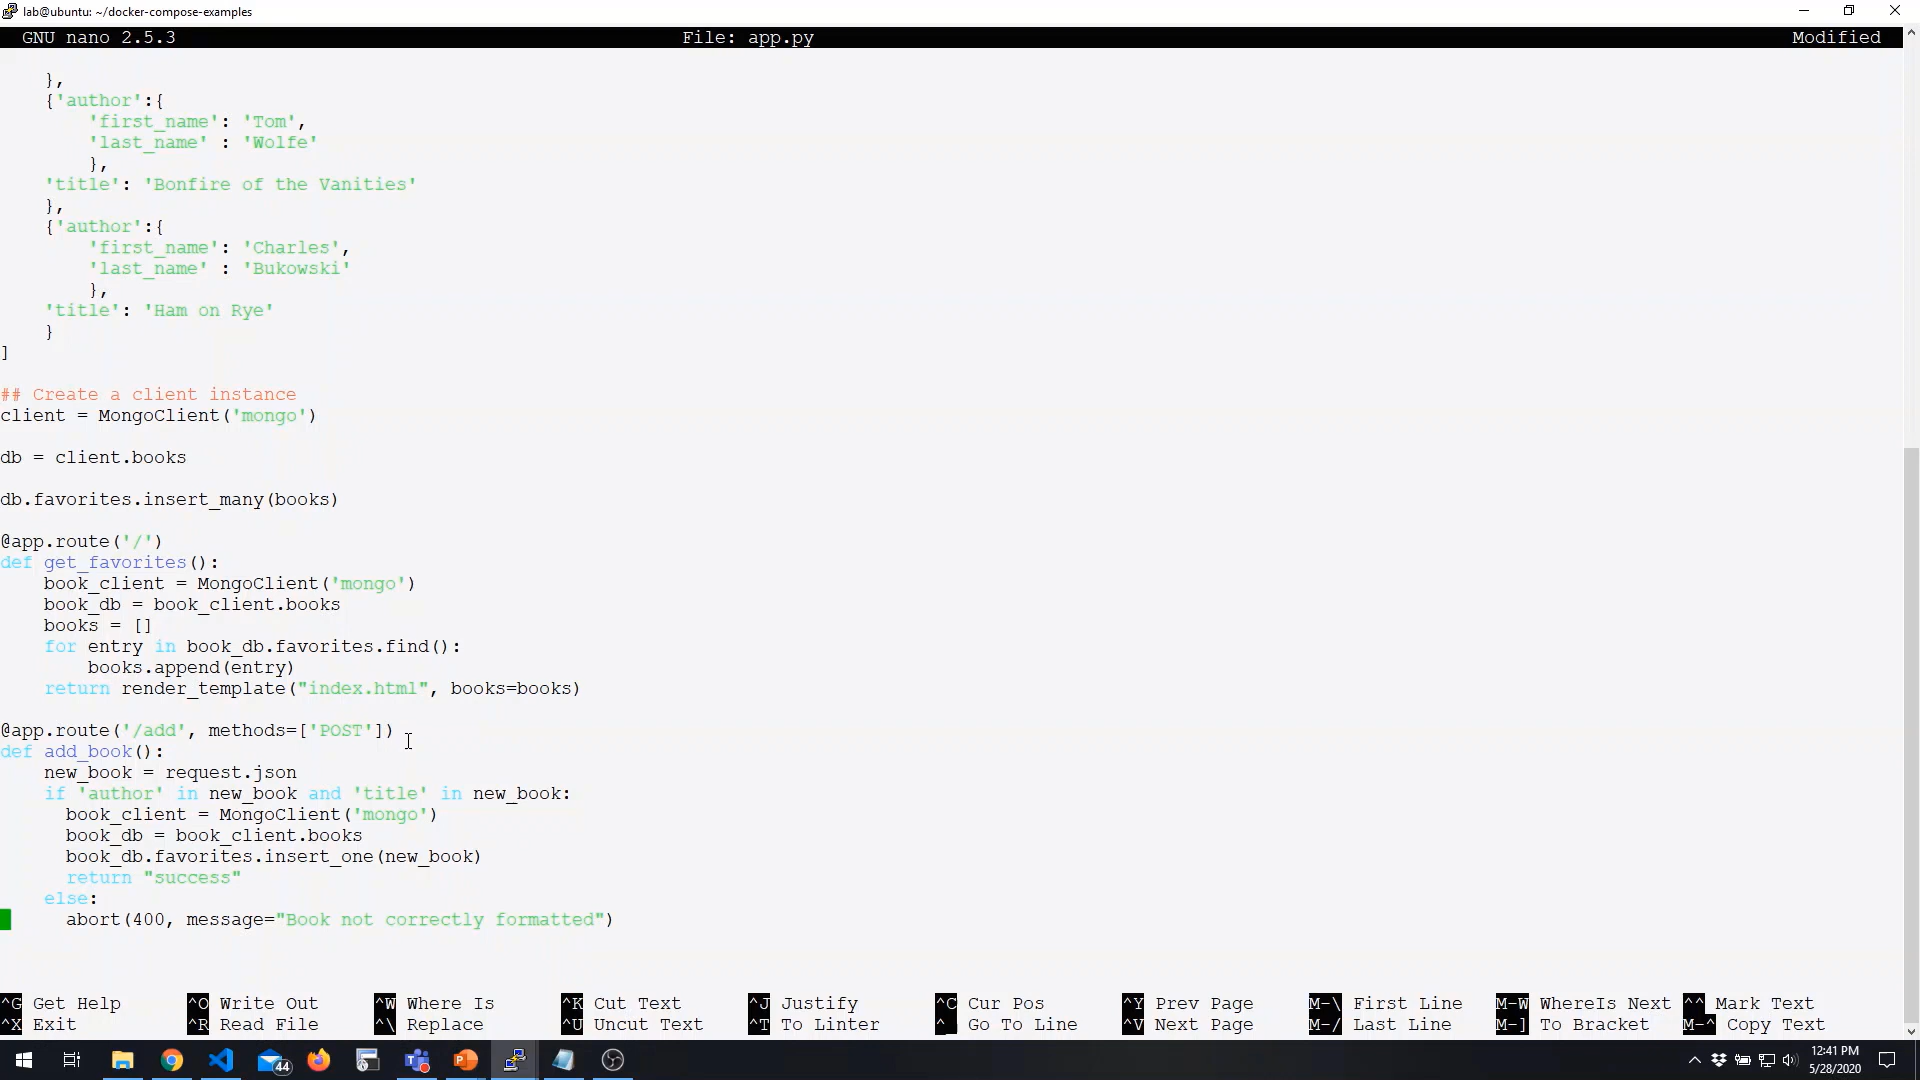 lab@ubuntu: ~/docker-compose-examples
GNU nano 2.5.3 File: app.py Modified
},
{'author':{
'first_name': 'Tom',
'last_name' : 'Wolfe'
},
'title': 'Bonfire of the Vanities'
},
{'author':{
'first_name': 'Charles',
'last_name' : 'Bukowski'
},
'title': 'Ham on Rye'
}
]
## Create a client instance
client = MongoClient('mongo')
db = client.books
db.favorites.insert_many(books)
@app.route('/')
def get_favorites():
book_client = MongoClient('mongo')
book_db = book_client.books
books = []
for entry in book_db.favorites.find():
books.append(entry)
return render_template("index.html", books=books)
@app.route('/add', methods=['POST'])
def add_book():
new_book = request.json
if 'author' in new_book and 'title' in new_book:
book_client = MongoClient('mongo')
book_db = book_client.books
book_db.favorites.insert_one(new_book)
return "success"
else:
abort(400, message="Book not correctly formatted")
^G Get Help ^O Write Out ^W Where Is ^K Cut Text ^J Justify ^C Cur Pos ^Y Prev Page M-\ First Line M-W WhereIs Next ^^ Mark Text
^X Exit ^R Read File ^\ Replace ^U Uncut Text ^T To Linter ^_ Go To Line ^V Next Page M-/ Last Line M-] To Bracket M-^ Copy Text
44
12:41 PM
5/28/2020